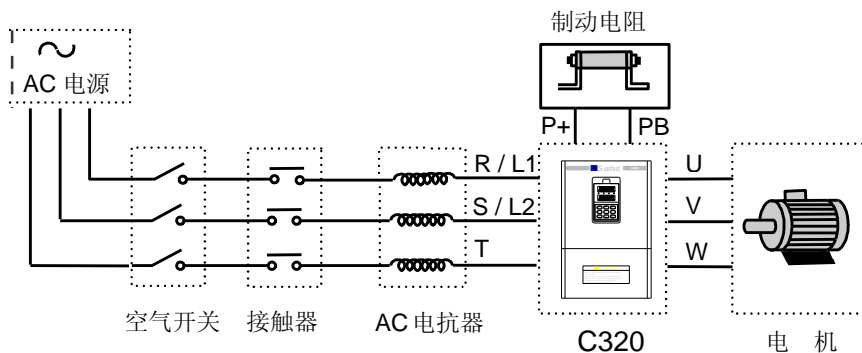 制动电阻
AC 电源
P+ PB
R / L1 U
S / L2 V
T W
空气开关 接触器 AC 电抗器 C320 电 机